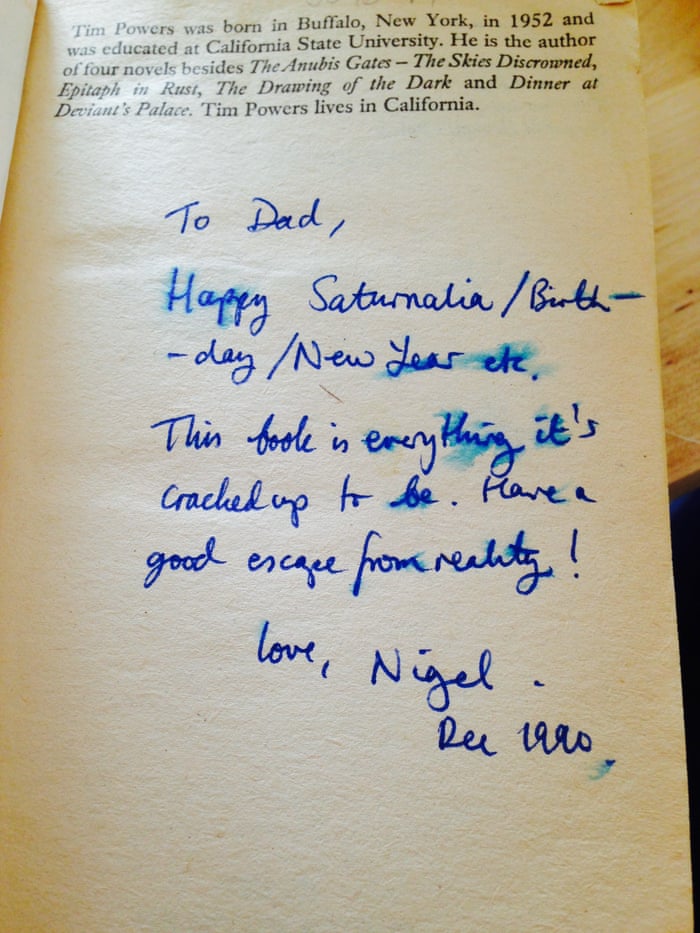 Tim Powers was born in Buffalo, New York, in 1952 and
was educated at California State University. He is the author
of four novels besides The Anubis Gates – The Skies Discrowned,
Epitaph in Rust, The Drawing of the Dark and Dinner at
Deviant's Palace. Tim Powers lives in California.
To Dad,
Happy Saturnalia / Birth-
-day / New Year etc.
This book is everything it's
cracked up to be. Have a
good escape from reality!
love, Nigel.
Dec 1990.